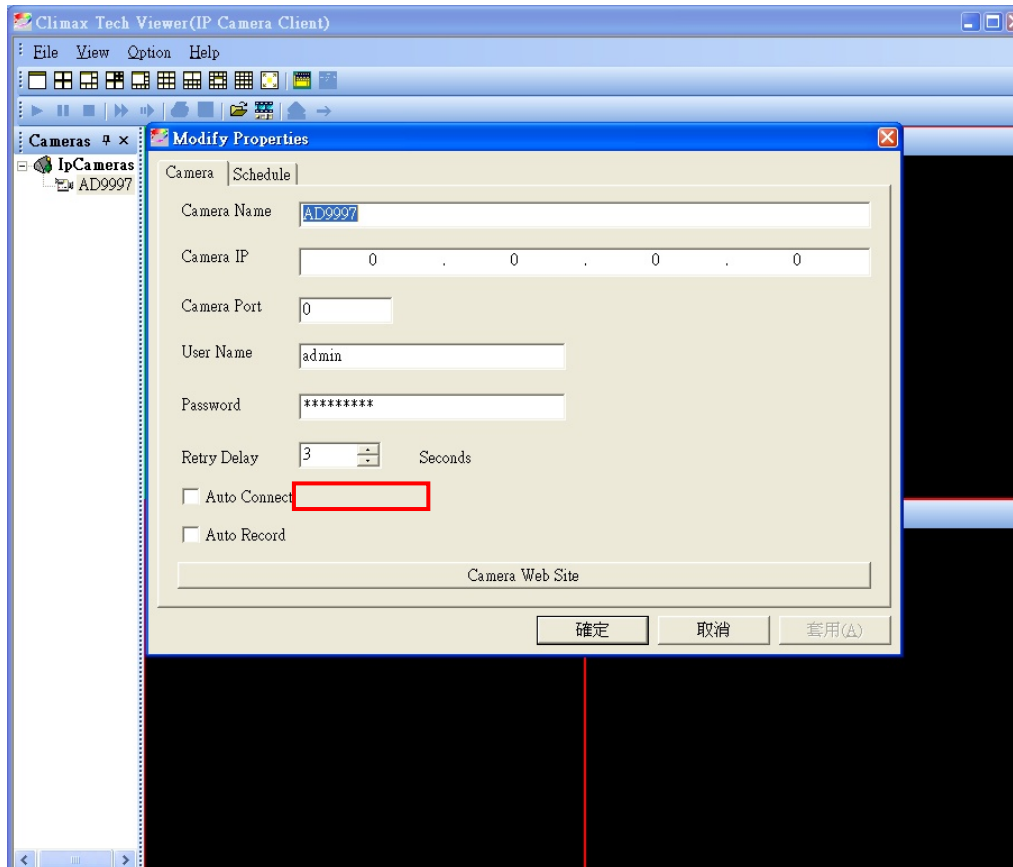 Climax Tech Viewer(IP Camera Client)
File View Option Help
Cameras
IpCameras
AD9997
Modify Properties
Camera Schedule
Camera Name AD9997
Camera IP 0 . 0 . 0 . 0
Camera Port 0
User Name admin
Password *********
Retry Delay 3 Seconds
Auto Connect
Auto Record
Camera Web Site
確定 取消 套用(A)